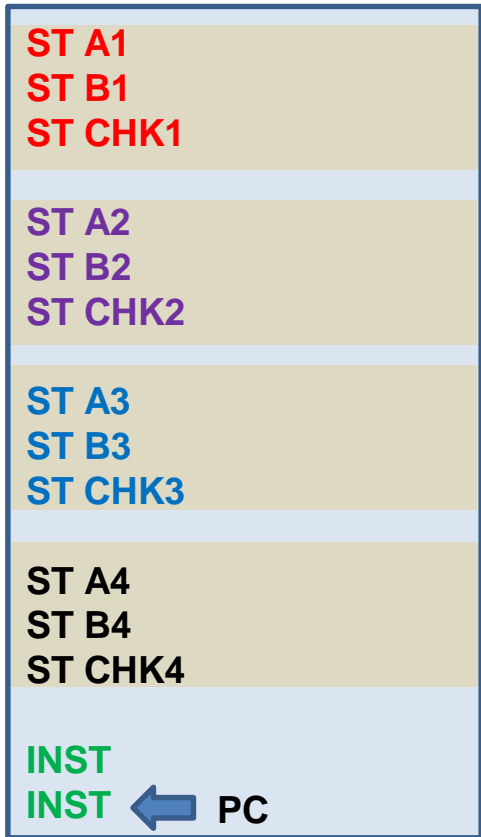 ST A1
ST B1
ST CHK1
ST A2
ST B2
ST CHK2
ST A3
ST B3
ST CHK3
ST A4
ST B4
ST CHK4
INST
INST PC